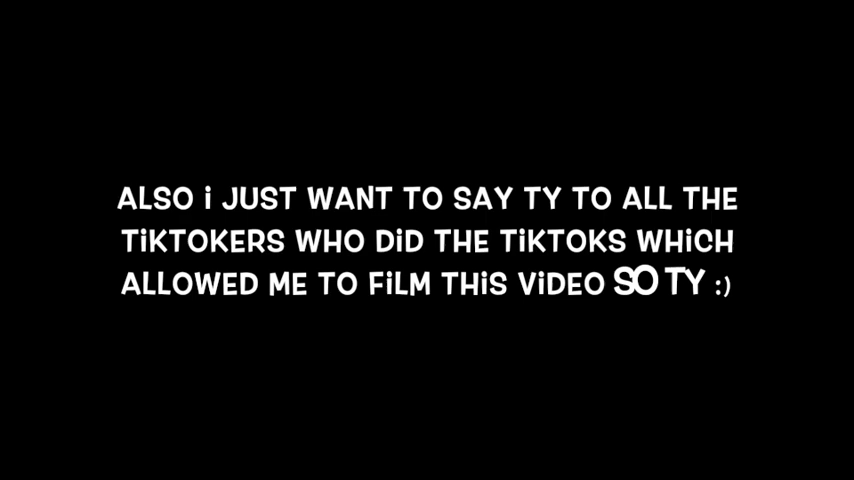 ALSO i JUST WANT TO SAY TY TO ALL THE
TiKTOKERS WHO DiD THE TiKTOKS WHiCH
ALLOWED ME TO FiLM THiS ViDEO SO TY :)